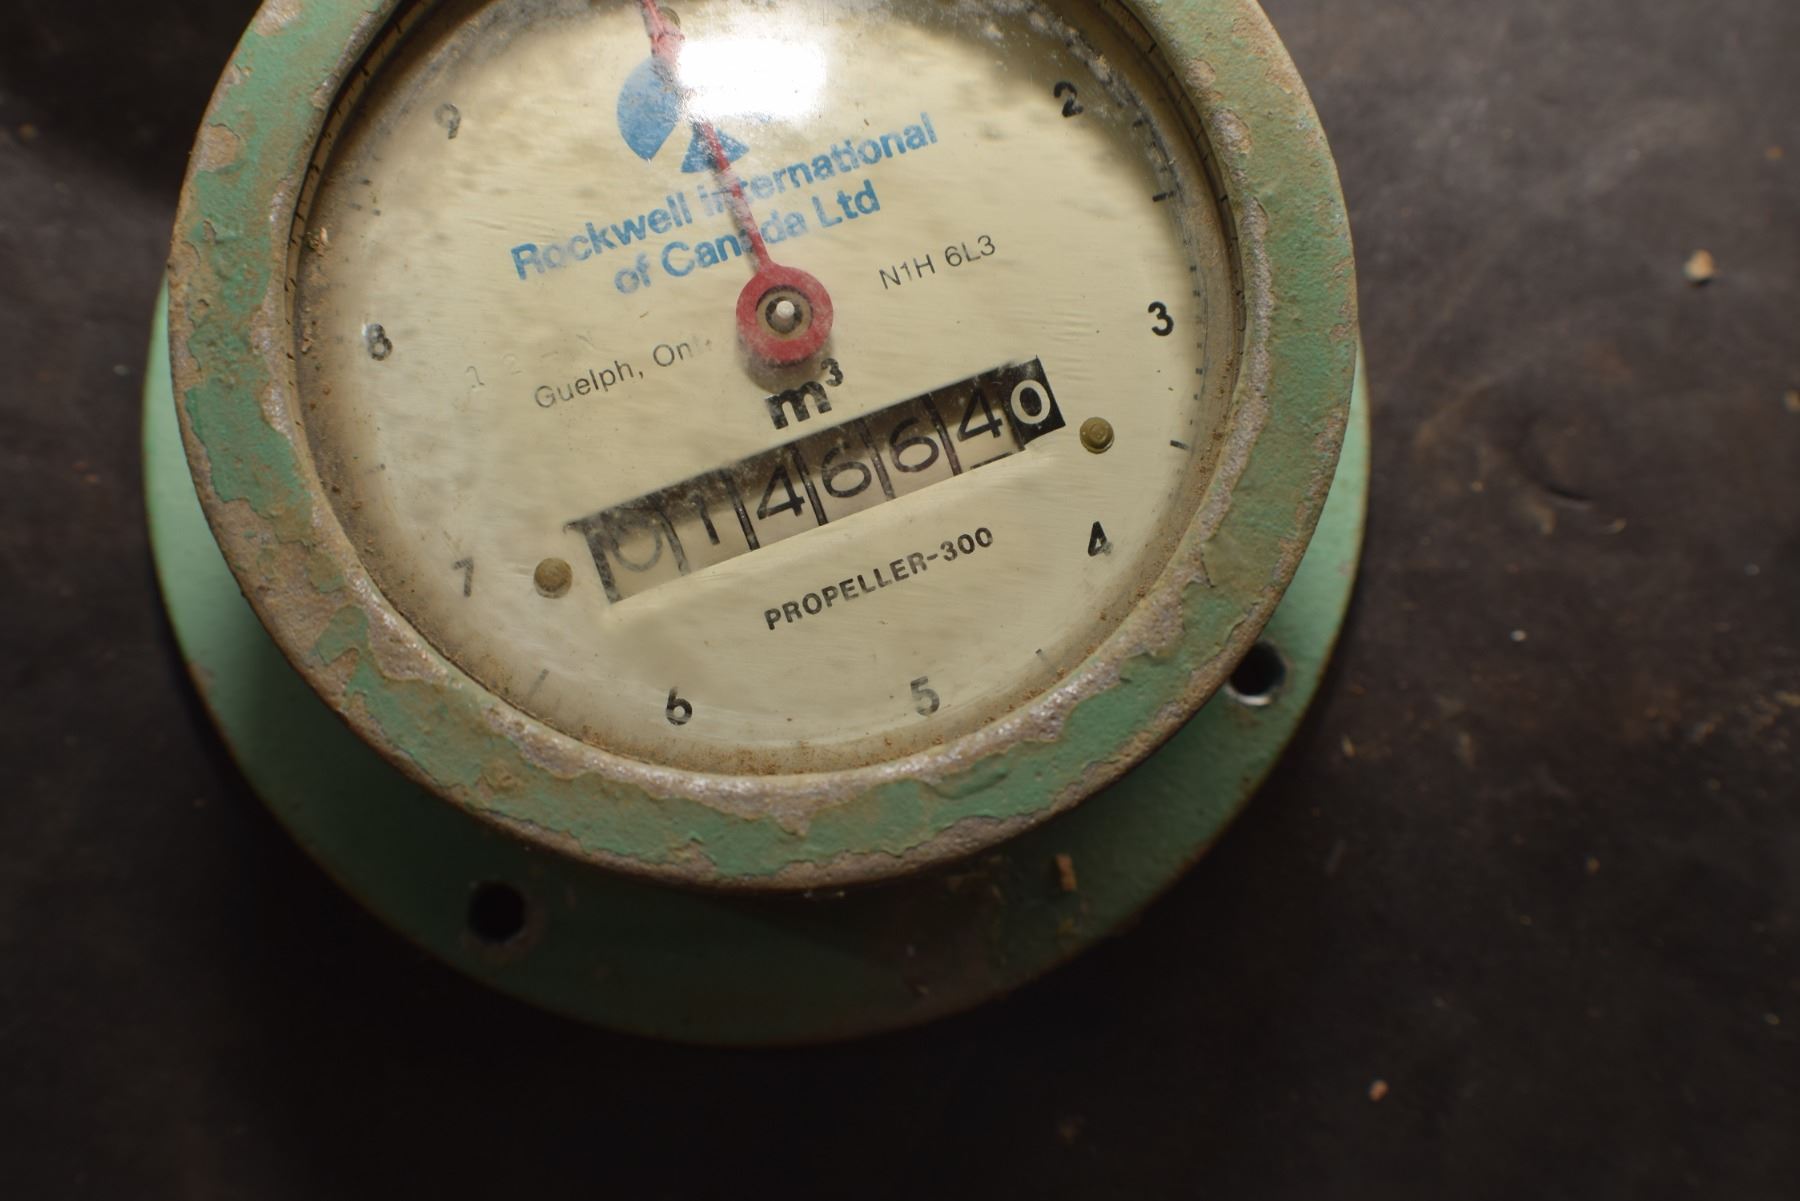 9
2
Rockwell International
of Canada Ltd
N1H 6L3
8
3
Guelph, Ont.
m³
0146640
7
4
PROPELLER-300
6
5